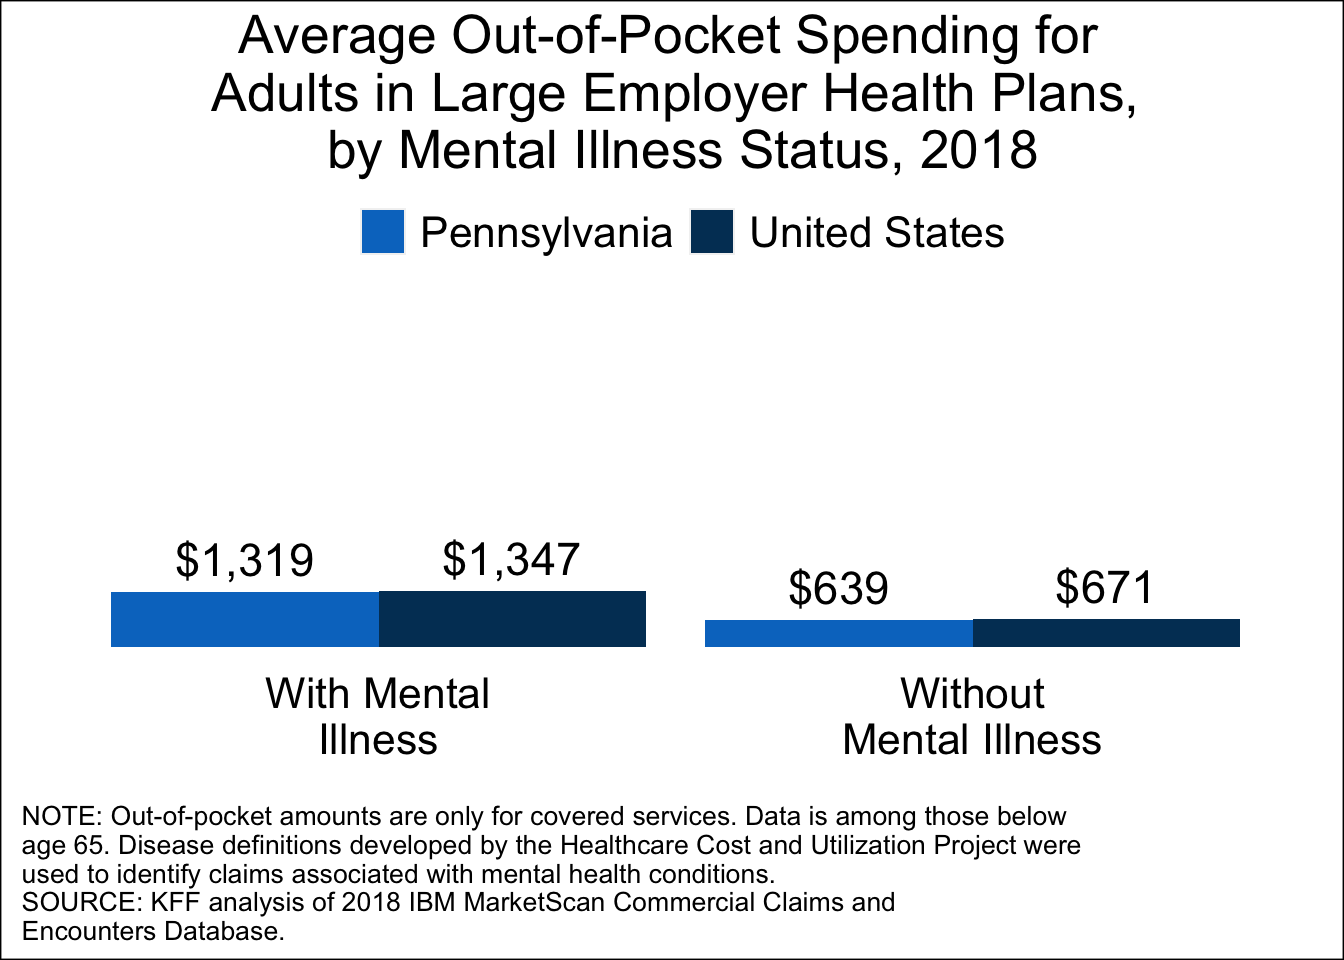 Average Out-of-Pocket Spending for
Adults in Large Employer Health Plans,
by Mental Illness Status, 2018
Pennsylvania United States
$1,319 $1,347 $639 $671
With Mental Without
Illness Mental Illness
NOTE: Out-of-pocket amounts are only for covered services. Data is among those below
age 65. Disease definitions developed by the Healthcare Cost and Utilization Project were
used to identify claims associated with mental health conditions.
SOURCE: KFF analysis of 2018 IBM MarketScan Commercial Claims and
Encounters Database.